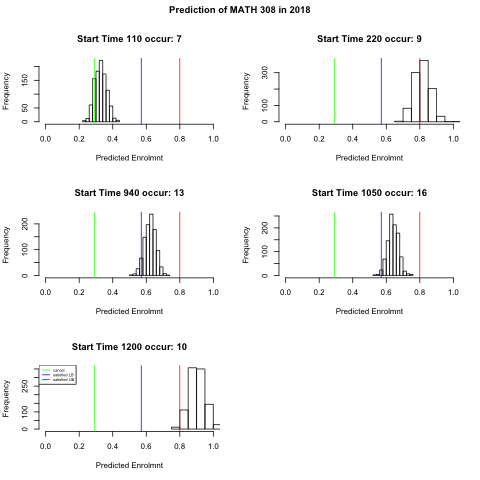 Prediction of MATH 308 in 2018
Start Time 110 occur: 7
Frequency
0 50 150
0.0 0.2 0.4 0.6 0.8 1.0
Predicted Enrolmnt
Start Time 220 occur: 9
Frequency
0 100 300
0.0 0.2 0.4 0.6 0.8 1.0
Predicted Enrolmnt
Start Time 940 occur: 13
Frequency
0 100 200
0.0 0.2 0.4 0.6 0.8 1.0
Predicted Enrolmnt
Start Time 1050 occur: 16
Frequency
0 100 200
0.0 0.2 0.4 0.6 0.8 1.0
Predicted Enrolmnt
Start Time 1200 occur: 10
Frequency
0 100 250
cancer
satisfied LB
satisfied UB
0.0 0.2 0.4 0.6 0.8 1.0
Predicted Enrolmnt